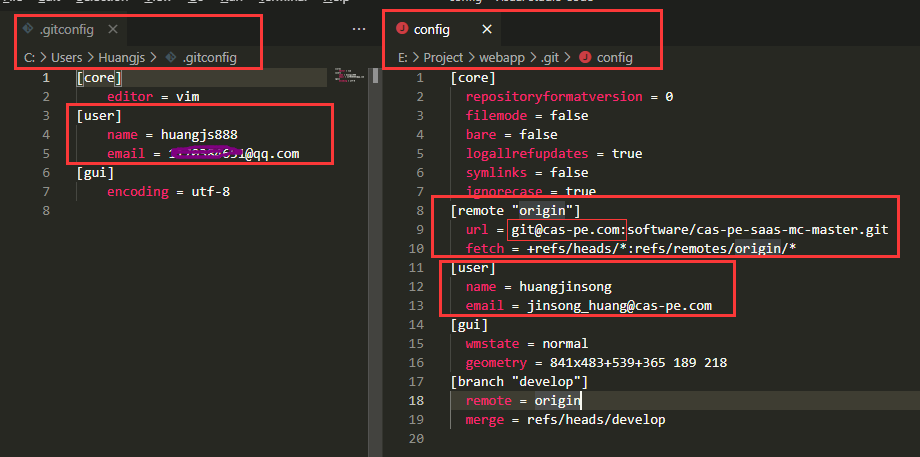 .gitconfig
C: > Users > Huangjs > .gitconfig
1 [core]
2 editor = vim
3 [user]
4 name = huangjs888
5 email = @qq.com
6 [gui]
7 encoding = utf-8
8
config
E: > Project > webapp > .git > config
1 [core]
2 repositoryformatversion = 0
3 filemode = false
4 bare = false
5 logallrefupdates = true
6 symlinks = false
7 ignorecase = true
8 [remote "origin"]
9 url = git@cas-pe.com:software/cas-pe-saas-mc-master.git
10 fetch = +refs/heads/*:refs/remotes/origin/*
11 [user]
12 name = huangjinsong
13 email = jinsong_huang@cas-pe.com
14 [gui]
15 wmstate = normal
16 geometry = 841x483+539+365 189 218
17 [branch "develop"]
18 remote = origin
19 merge = refs/heads/develop
20